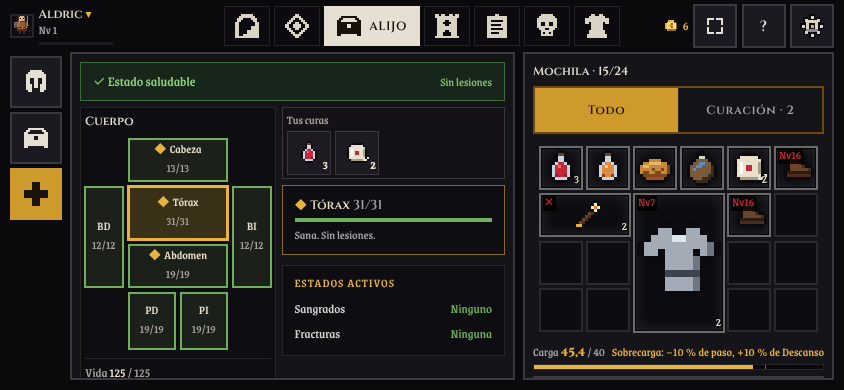 Aldric ▼
Nv 1
ALIJO
6
?
✓ Estado saludable
Sin lesiones
Cuerpo
Cabeza
13/13
BD
12/12
Tórax
31/31
BI
12/12
Abdomen
19/19
PD
19/19
PI
19/19
Vida 125 / 125
Tus curas
3
2
Tórax 31/31
Sana. Sin lesiones.
ESTADOS ACTIVOS
Sangrados
Ninguno
Fracturas
Ninguna
Mochila · 15/24
Todo
Curación · 2
3
2
Nv16
2
Nv7
2
Nv16
Carga 45,4 / 40
Sobrecarga: −10 % de paso, +10 % de Descanso